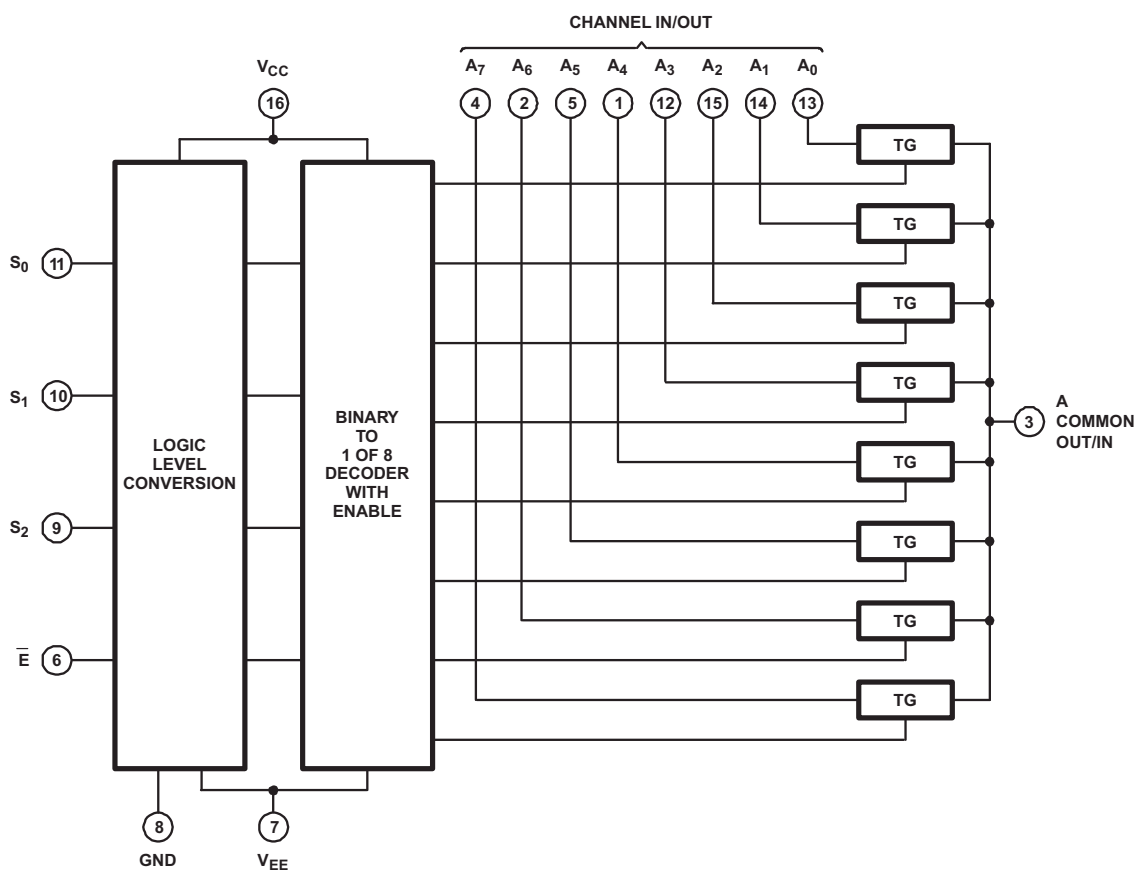 CHANNEL IN/OUT
VCC
A7 A6 A5 A4 A3 A2 A1 A0
16
4 2 5 1 12 15 14 13
TG
TG
TG
TG
TG
TG
TG
TG
S0 11
S1 10
S2 9
E̅ 6
LOGIC
LEVEL
CONVERSION
BINARY
TO
1 OF 8
DECODER
WITH
ENABLE
3
A
COMMON
OUT/IN
8
GND
7
VEE